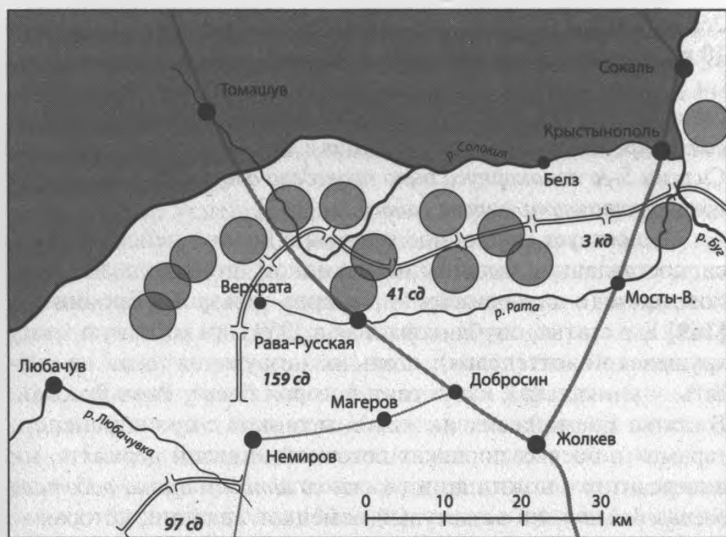 Сокаль
Томашув
Крыстынополь
р. Солокия
Белз
р. Буг
3 кд
Верхрата
41 сд
р. Рата
Мосты-В.
Рава-Русская
Любачув
159 сд
Добросин
Магеров
р. Любачувка
Немиров
Жолкев
0 10 20 30 км
97 сд